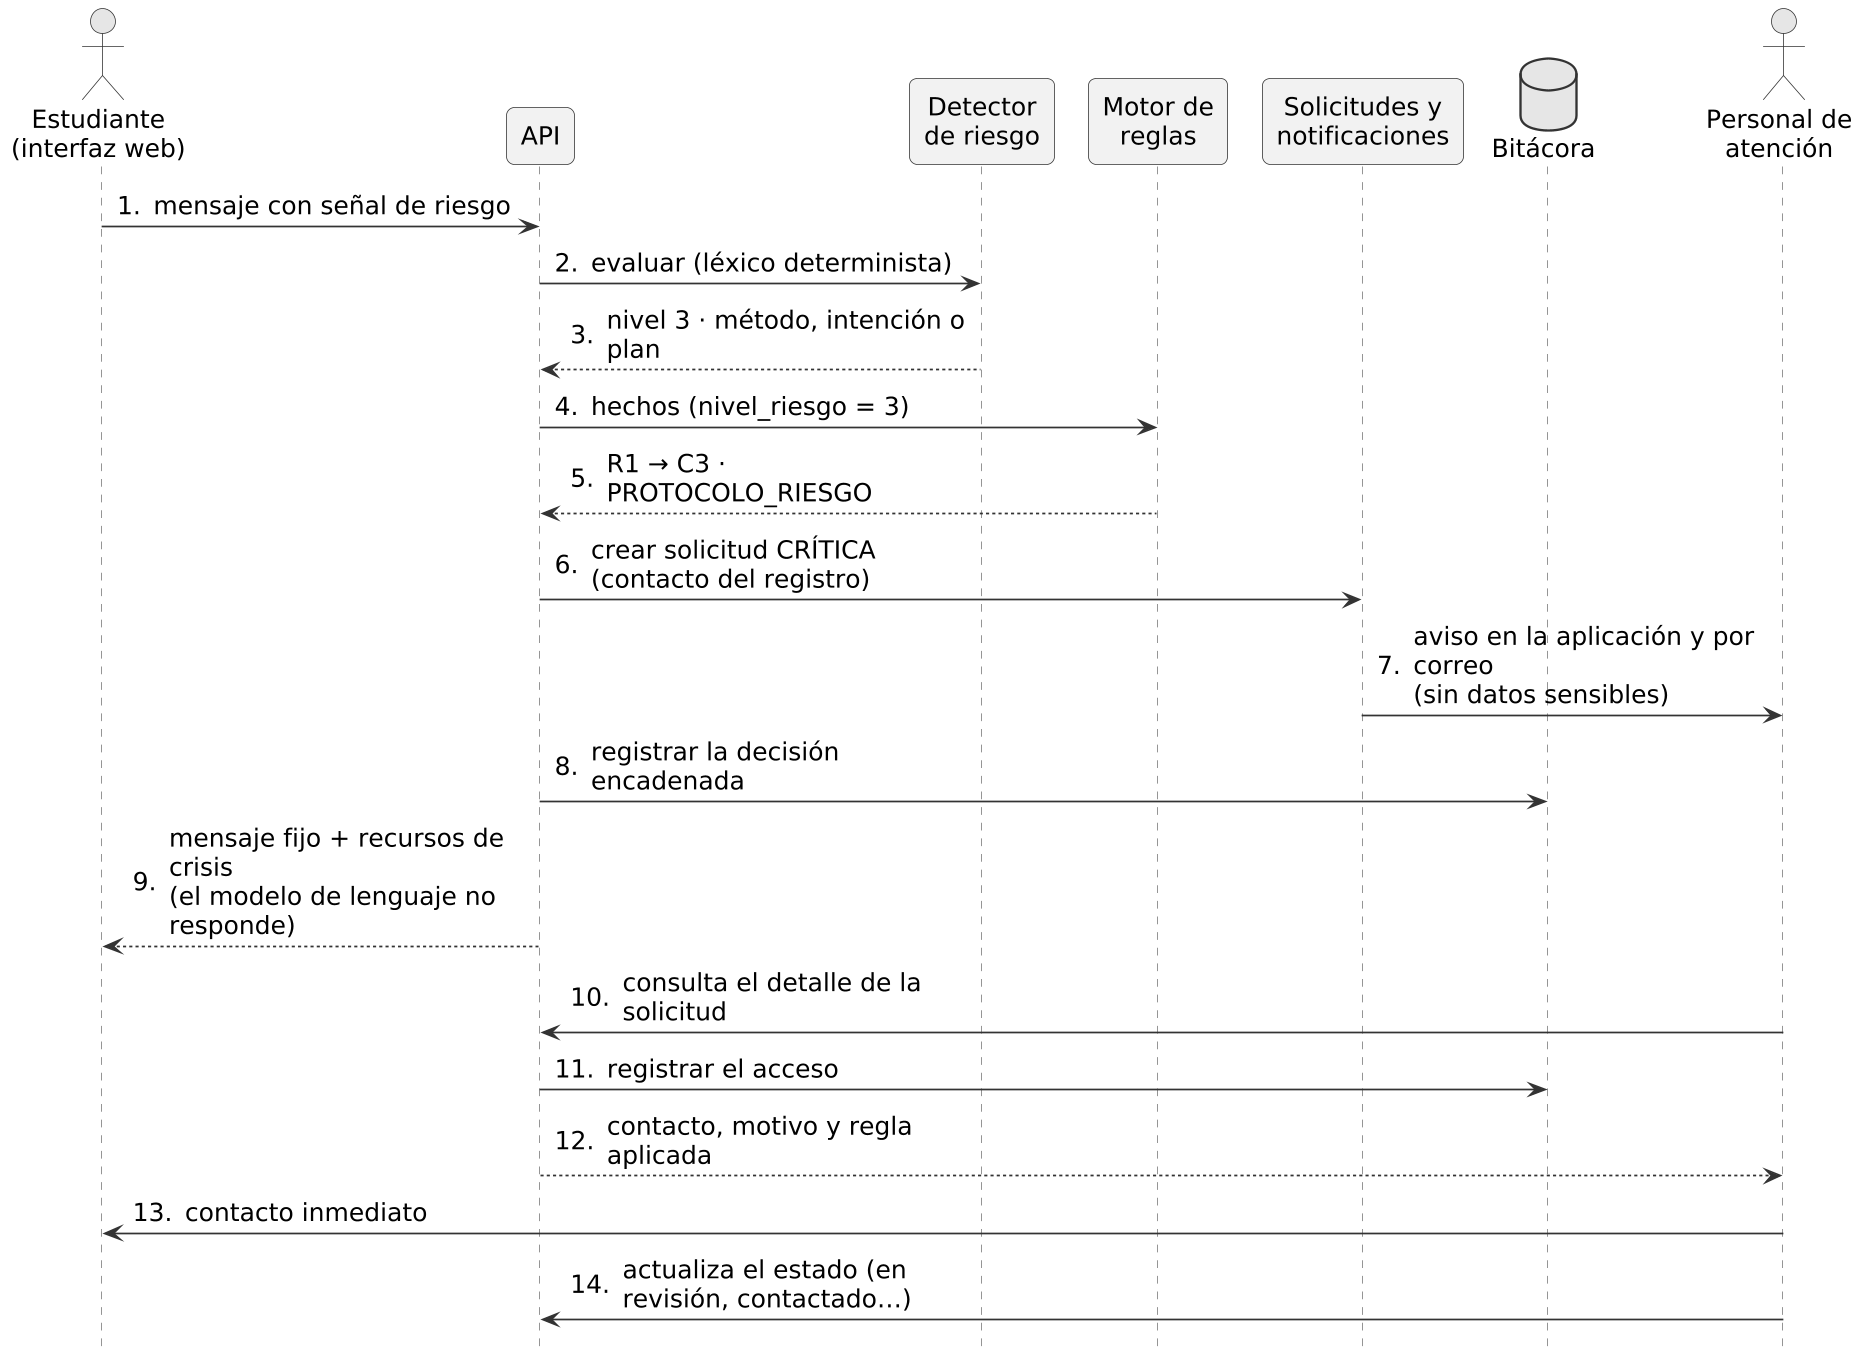 Estudiante
(interfaz web)
API
Detector
de riesgo
Motor de
reglas
Solicitudes y
notificaciones
Bitácora
Personal de
atención
1. mensaje con señal de riesgo
2. evaluar (léxico determinista)
3. nivel 3 · método, intención o
plan
4. hechos (nivel_riesgo = 3)
5. R1 → C3 ·
PROTOCOLO_RIESGO
6. crear solicitud CRÍTICA
(contacto del registro)
7. aviso en la aplicación y por
correo
(sin datos sensibles)
8. registrar la decisión
encadenada
9. mensaje fijo + recursos de
crisis
(el modelo de lenguaje no
responde)
10. consulta el detalle de la
solicitud
11. registrar el acceso
12. contacto, motivo y regla
aplicada
13. contacto inmediato
14. actualiza el estado (en
revisión, contactado…)